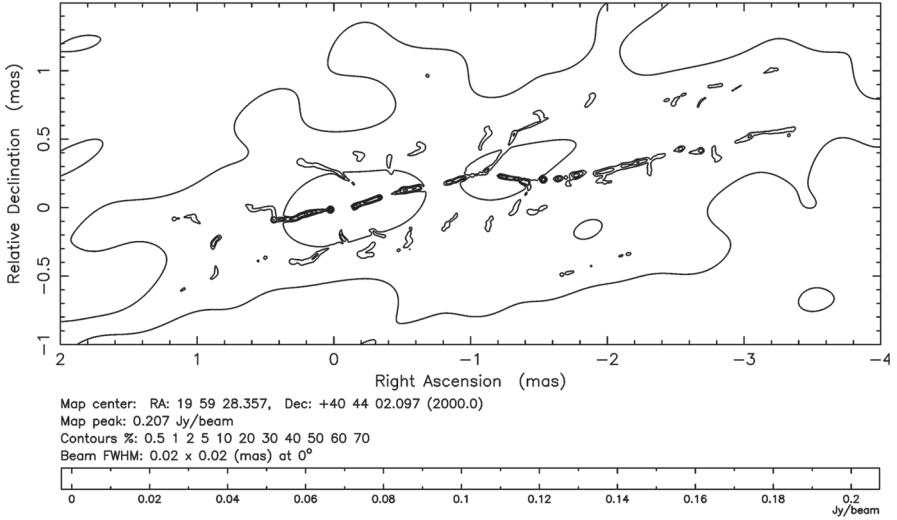 Relative Declination (mas)
1
0.5
0
−0.5
−1
2 1 0 −1 −2 −3 −4
Right Ascension (mas)
Map center: RA: 19 59 28.357, Dec: +40 44 02.097 (2000.0)
Map peak: 0.207 Jy/beam
Contours %: 0.5 1 2 5 10 20 30 40 50 60 70
Beam FWHM: 0.02 x 0.02 (mas) at 0°
0 0.02 0.04 0.06 0.08 0.1 0.12 0.14 0.16 0.18 0.2
Jy/beam